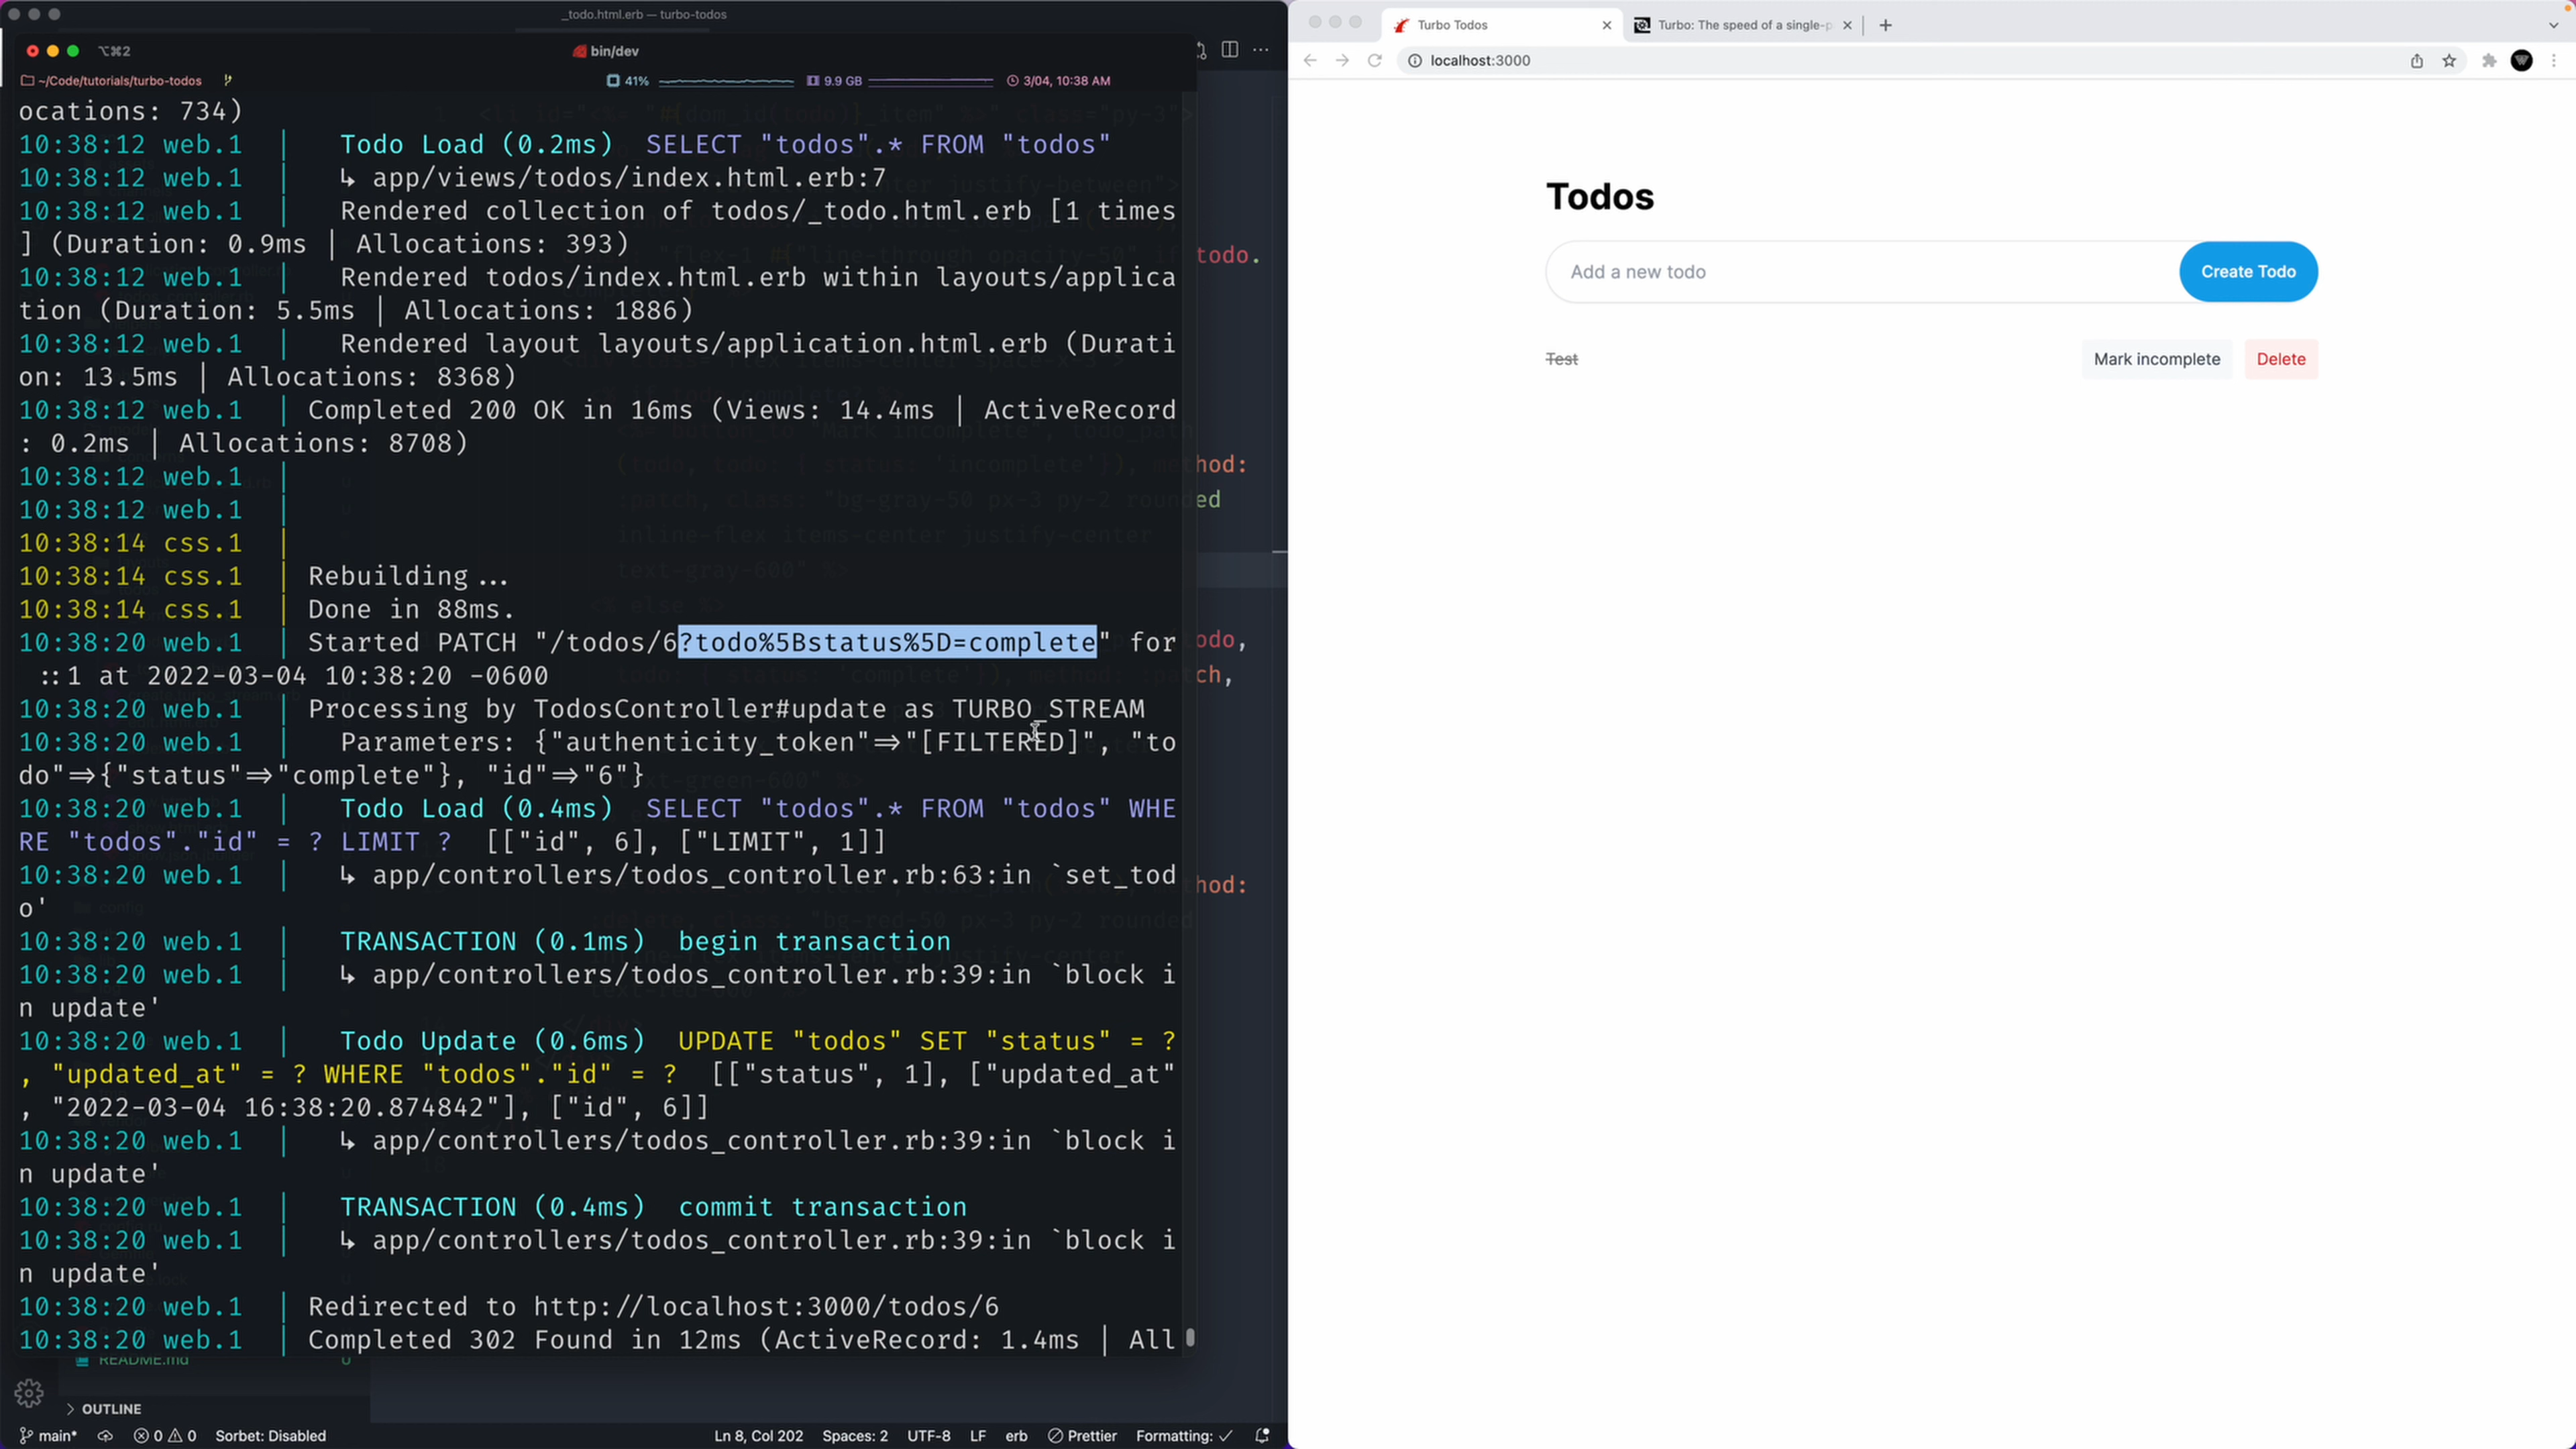 _todo.html.erb — turbo-todos
⌥⌘2
bin/dev
~/Code/tutorials/turbo-todos
41%
9.9 GB
3/04, 10:38 AM
ocations: 734)
10:38:12 web.1 | Todo Load (0.2ms) SELECT "todos".* FROM "todos"
10:38:12 web.1 | ↳ app/views/todos/index.html.erb:7
10:38:12 web.1 | Rendered collection of todos/_todo.html.erb [1 times
] (Duration: 0.9ms | Allocations: 393)
10:38:12 web.1 | Rendered todos/index.html.erb within layouts/applica
tion (Duration: 5.5ms | Allocations: 1886)
10:38:12 web.1 | Rendered layout layouts/application.html.erb (Durati
on: 13.5ms | Allocations: 8368)
10:38:12 web.1 | Completed 200 OK in 16ms (Views: 14.4ms | ActiveRecord
: 0.2ms | Allocations: 8708)
10:38:12 web.1 |
10:38:12 web.1 |
10:38:14 css.1 |
10:38:14 css.1 | Rebuilding...
10:38:14 css.1 | Done in 88ms.
10:38:20 web.1 | Started PATCH "/todos/6?todo%5Bstatus%5D=complete" for
::1 at 2022-03-04 10:38:20 -0600
10:38:20 web.1 | Processing by TodosController#update as TURBO_STREAM
10:38:20 web.1 | Parameters: {"authenticity_token"=>"[FILTERED]", "to
do"=>{"status"=>"complete"}, "id"=>"6"}
10:38:20 web.1 | Todo Load (0.4ms) SELECT "todos".* FROM "todos" WHE
RE "todos"."id" = ? LIMIT ? [["id", 6], ["LIMIT", 1]]
10:38:20 web.1 | ↳ app/controllers/todos_controller.rb:63:in `set_tod
o'
10:38:20 web.1 | TRANSACTION (0.1ms) begin transaction
10:38:20 web.1 | ↳ app/controllers/todos_controller.rb:39:in `block i
n update'
10:38:20 web.1 | Todo Update (0.6ms) UPDATE "todos" SET "status" = ?
, "updated_at" = ? WHERE "todos"."id" = ? [["status", 1], ["updated_at"
, "2022-03-04 16:38:20.874842"], ["id", 6]]
10:38:20 web.1 | ↳ app/controllers/todos_controller.rb:39:in `block i
n update'
10:38:20 web.1 | TRANSACTION (0.4ms) commit transaction
10:38:20 web.1 | ↳ app/controllers/todos_controller.rb:39:in `block i
n update'
10:38:20 web.1 | Redirected to http://localhost:3000/todos/6
10:38:20 web.1 | Completed 302 Found in 12ms (ActiveRecord: 1.4ms | All
todo.
hod:
ed
odo,
ch,
hod:
README.md
OUTLINE
main*
0
0
Sorbet: Disabled
Ln 8, Col 202
Spaces: 2
UTF-8
LF
erb
Prettier
Formatting: ✓
Turbo Todos
Turbo: The speed of a single-p
localhost:3000
Todos
Add a new todo
Create Todo
Test
Mark incomplete
Delete